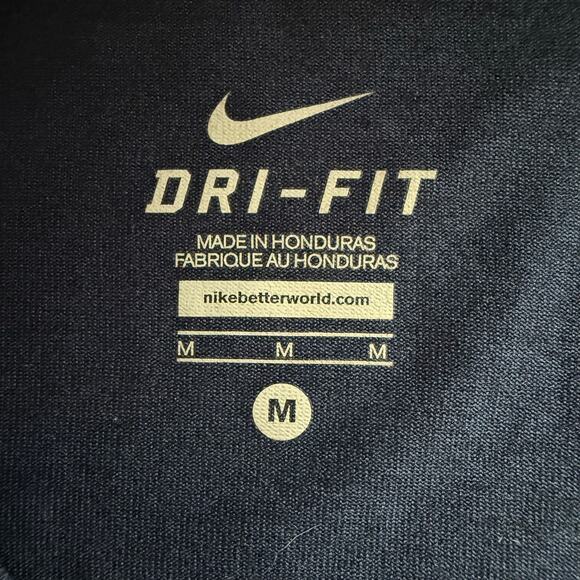 DRI-FIT
MADE IN HONDURAS
FABRIQUE AU HONDURAS
nikebetterworld.com
M M M
M